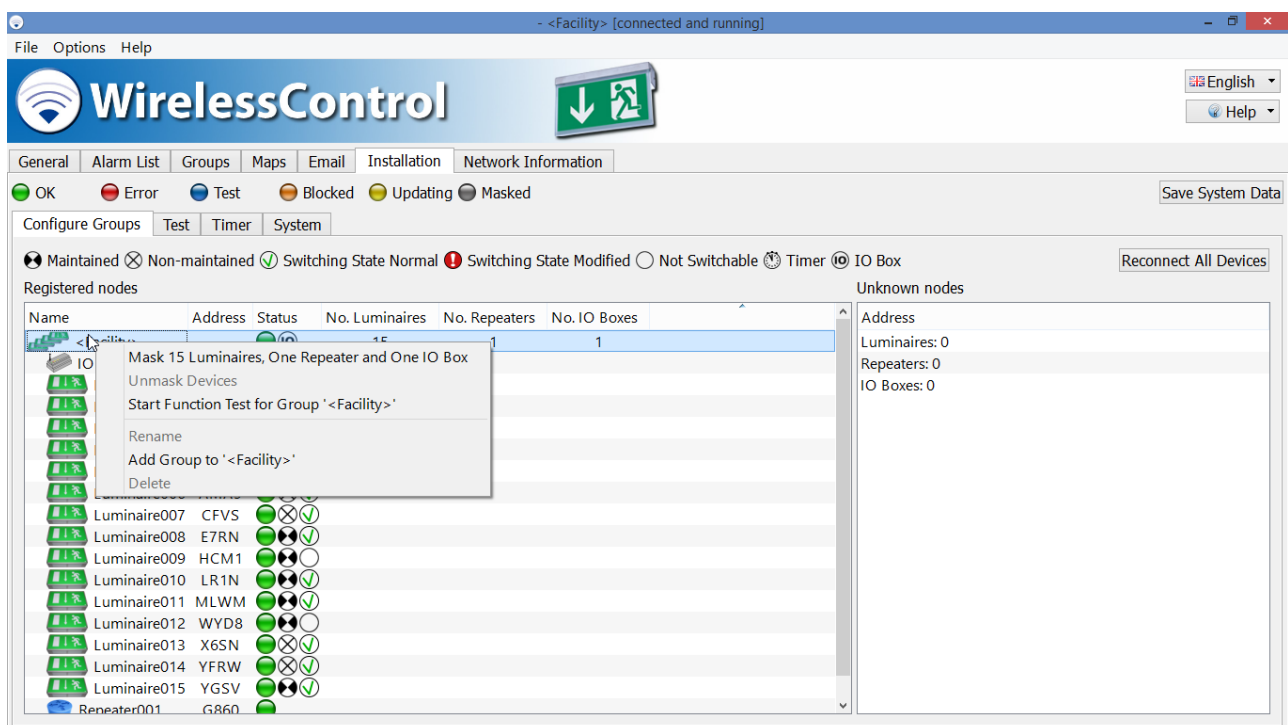 - <Facility> [connected and running]
File Options Help
WirelessControl
English
Help
General Alarm List Groups Maps Email Installation Network Information
OK Error Test Blocked Updating Masked Save System Data
Configure Groups Test Timer System
Maintained Non-maintained Switching State Normal Switching State Modified Not Switchable Timer IO IO Box Reconnect All Devices
Registered nodes Unknown nodes
Name Address Status No. Luminaires No. Repeaters No. IO Boxes Address
<Facility> IO 15 1 1 Luminaires: 0
IO Repeaters: 0
IO Boxes: 0
Mask 15 Luminaires, One Repeater and One IO Box
Unmask Devices
Start Function Test for Group '<Facility>'
Rename
Add Group to '<Facility>'
Delete
Luminaire007 CFVS
Luminaire008 E7RN
Luminaire009 HCM1
Luminaire010 LR1N
Luminaire011 MLWM
Luminaire012 WYD8
Luminaire013 X6SN
Luminaire014 YFRW
Luminaire015 YGSV
Repeater001 G860